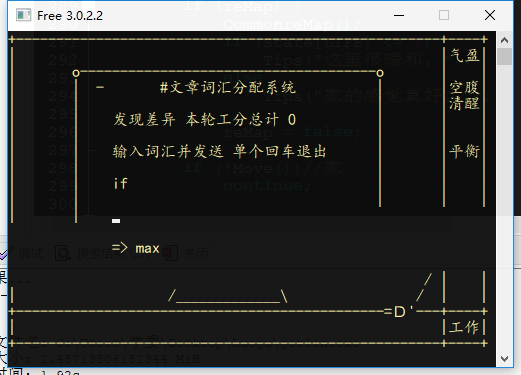 Free 3.0.2.2
气盈
- #文章词汇分配系统
空腹
清醒
发现差异 本轮工分总计 0
输入词汇并发送 单个回车退出
平衡
if
=> max
/
/_____________\ /
=D'
工作